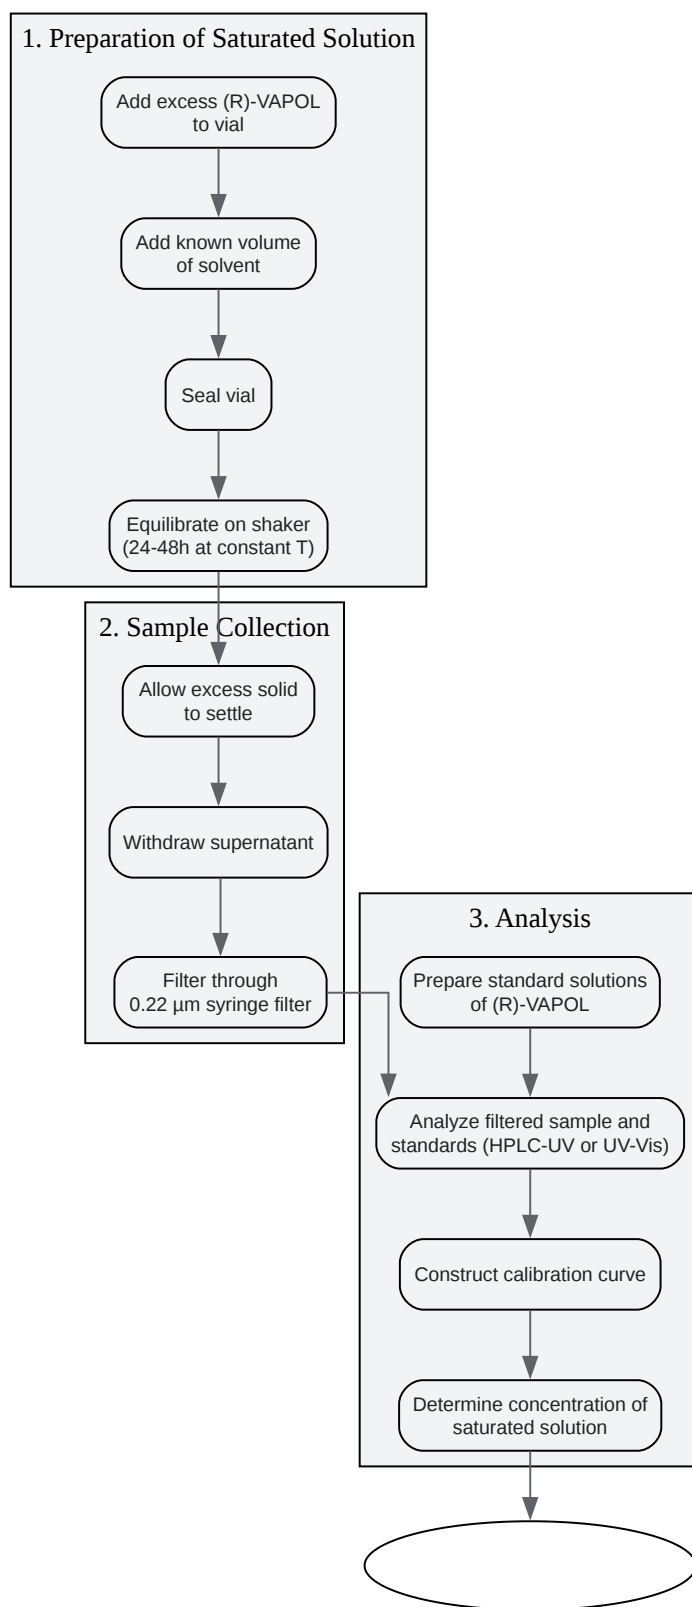 1. Preparation of Saturated Solution
Add excess (R)-VAPOL
to vial
Add known volume
of solvent
Seal vial
Equilibrate on shaker
(24-48h at constant T)
2. Sample Collection
Allow excess solid
to settle
Withdraw supernatant
Filter through
0.22 µm syringe filter
3. Analysis
Prepare standard solutions
of (R)-VAPOL
Analyze filtered sample and
standards (HPLC-UV or UV-Vis)
Construct calibration curve
Determine concentration of
saturated solution